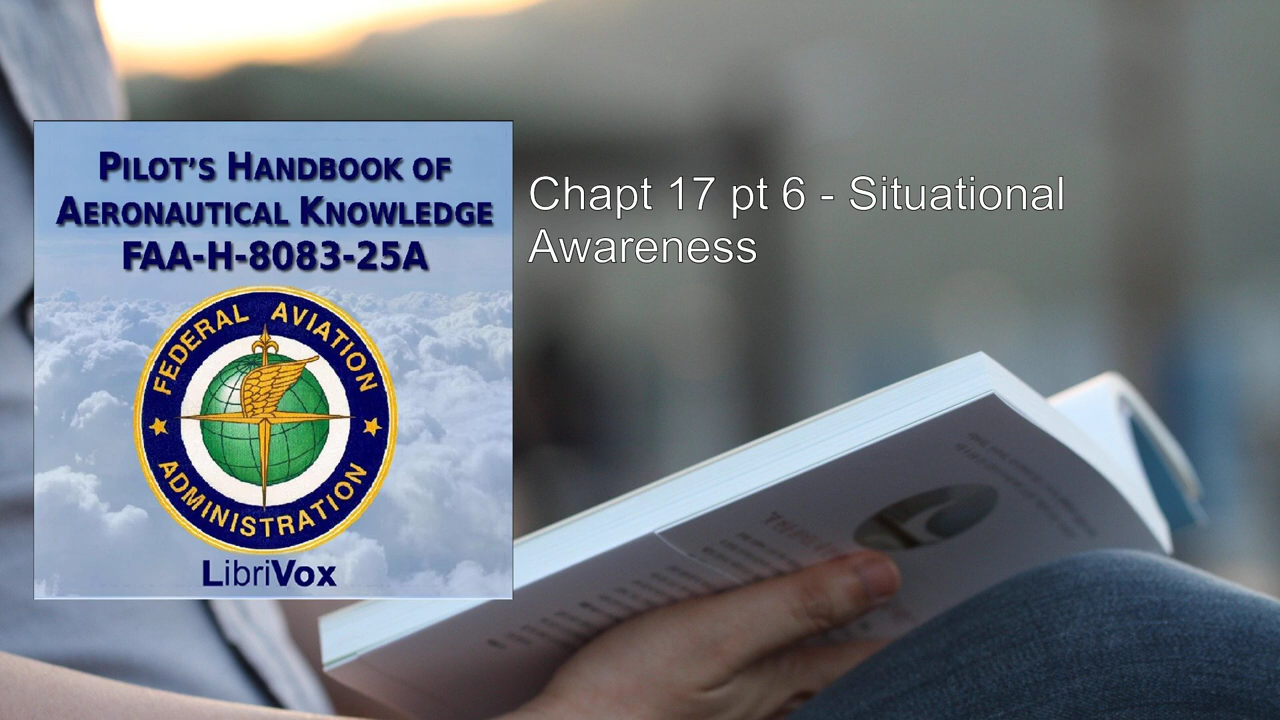 PILOT'S HANDBOOK OF
AERONAUTICAL KNOWLEDGE
FAA-H-8083-25A
FEDERAL AVIATION
ADMINISTRATION
LibriVox
Chapt 17 pt 6 - Situational
Awareness